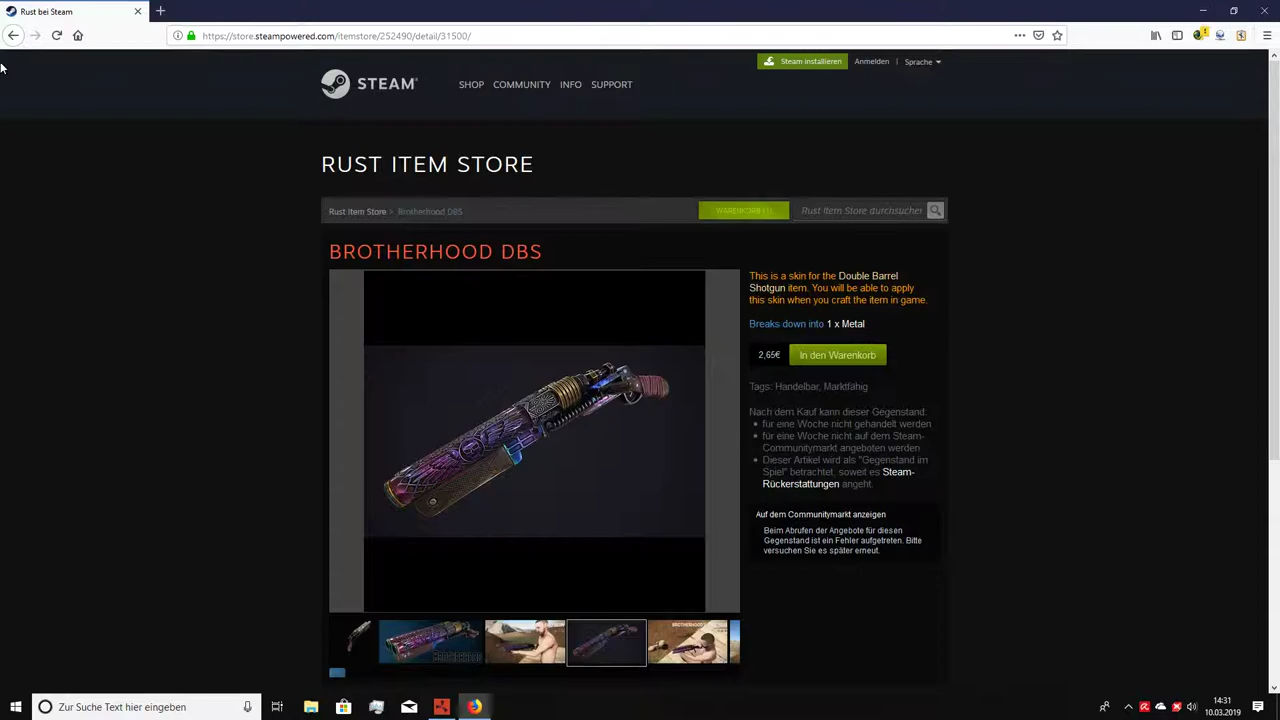 Rust bei Steam
https://store.steampowered.com/itemstore/252490/detail/31500/
Steam installieren
Anmelden | Sprache
STEAM
SHOP COMMUNITY INFO SUPPORT
RUST ITEM STORE
Rust Item Store > Brotherhood DBS
WARENKORB (1)
Rust Item Store durchsuchen
BROTHERHOOD DBS
This is a skin for the Double Barrel
Shotgun item. You will be able to apply
this skin when you craft the item in game.
Breaks down into 1 x Metal
2,65€
In den Warenkorb
Tags: Handelbar, Marktfähig
Nach dem Kauf kann dieser Gegenstand:
für eine Woche nicht gehandelt werden
für eine Woche nicht auf dem Steam-
Communitymarkt angeboten werden
Dieser Artikel wird als "Gegenstand im
Spiel" betrachtet, soweit es Steam-
Rückerstattungen angeht.
Auf dem Communitymarkt anzeigen
Beim Abrufen der Angebote für diesen
Gegenstand ist ein Fehler aufgetreten. Bitte
versuchen Sie es später erneut.
Zur Suche Text hier eingeben
14:31
10.03.2019